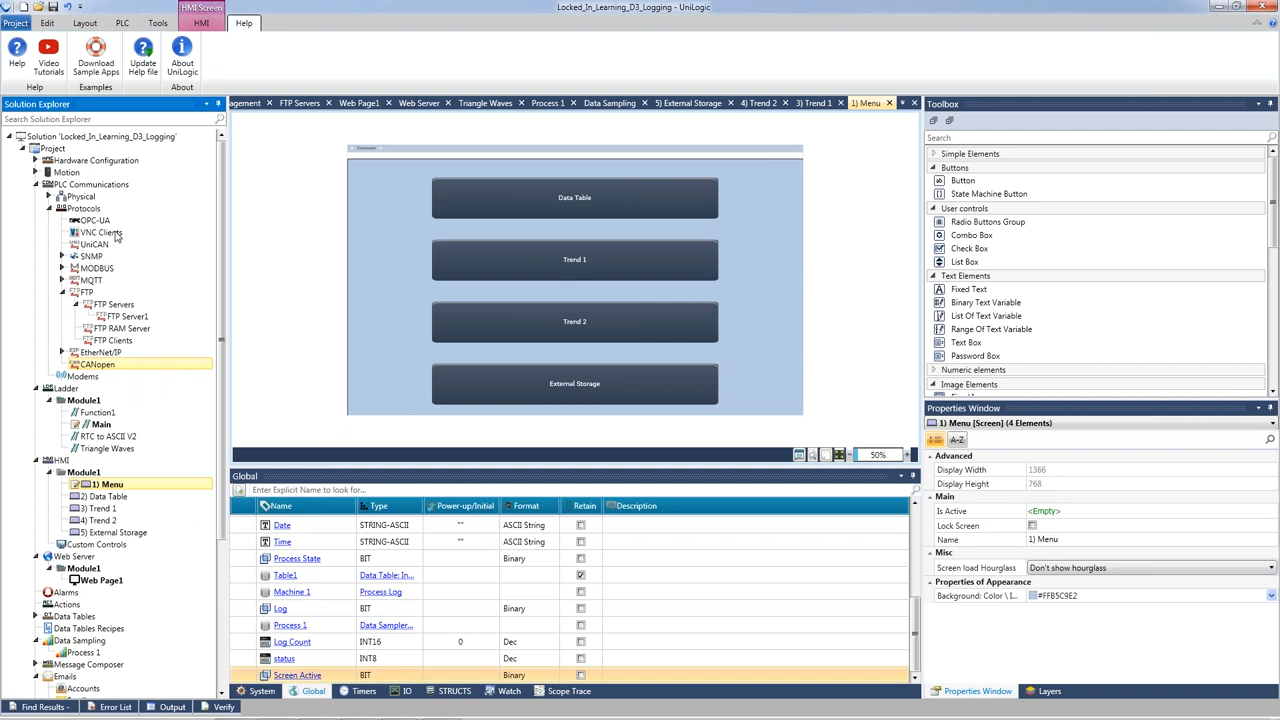 Locked_In_Learning_D3_Logging - UniLogic
HMI Screen
Project Edit Layout PLC Tools HMI Help
Help Video Tutorials Download Sample Apps Update Help file About UniLogic
Help Examples About
Solution Explorer
Search Solution Explorer
Solution 'Locked_In_Learning_D3_Logging'
Project
Hardware Configuration
Motion
PLC Communications
Physical
Protocols
OPC-UA
VNC Clients
UniCAN
SNMP
MODBUS
MQTT
FTP
FTP Servers
FTP Server1
FTP RAM Server
FTP Clients
EtherNet/IP
CANopen
Modems
Ladder
Module1
Function1
Main
RTC to ASCII V2
Triangle Waves
HMI
Module1
1) Menu
2) Data Table
3) Trend 1
4) Trend 2
5) External Storage
Custom Controls
Web Server
Module1
Web Page1
Alarms
Actions
Data Tables
Data Tables Recipes
Data Sampling
Process 1
Message Composer
Emails
Accounts
agement FTP Servers Web Page1 Web Server Triangle Waves Process 1 Data Sampling 5) External Storage 4) Trend 2 3) Trend 1 1) Menu
Data Table
Trend 1
Trend 2
External Storage
50%
Global
Enter Explicit Name to look for...
Name Type Power-up/Initial Format Retain Description
Date STRING-ASCII "" ASCII String
Time STRING-ASCII "" ASCII String
Process State BIT Binary
Table1 Data Table: In...
Machine 1 Process Log
Log BIT Binary
Process 1 Data Sampler...
Log Count INT16 0 Dec
status INT8 Dec
Screen Active BIT Binary
System Global Timers IO STRUCTS Watch Scope Trace
Toolbox
Search
Simple Elements
Buttons
Button
State Machine Button
User controls
Radio Buttons Group
Combo Box
Check Box
List Box
Text Elements
Fixed Text
Binary Text Variable
List Of Text Variable
Range Of Text Variable
Text Box
Password Box
Numeric elements
Image Elements
Properties Window
1) Menu [Screen] (4 Elements)
A-Z
Advanced
Display Width 1366
Display Height 768
Main
Is Active <Empty>
Lock Screen
Name 1) Menu
Misc
Screen load Hourglass Don't show hourglass
Properties of Appearance
Background: Color \ I... #FFB5C9E2
Properties Window Layers
Find Results - Error List Output Verify